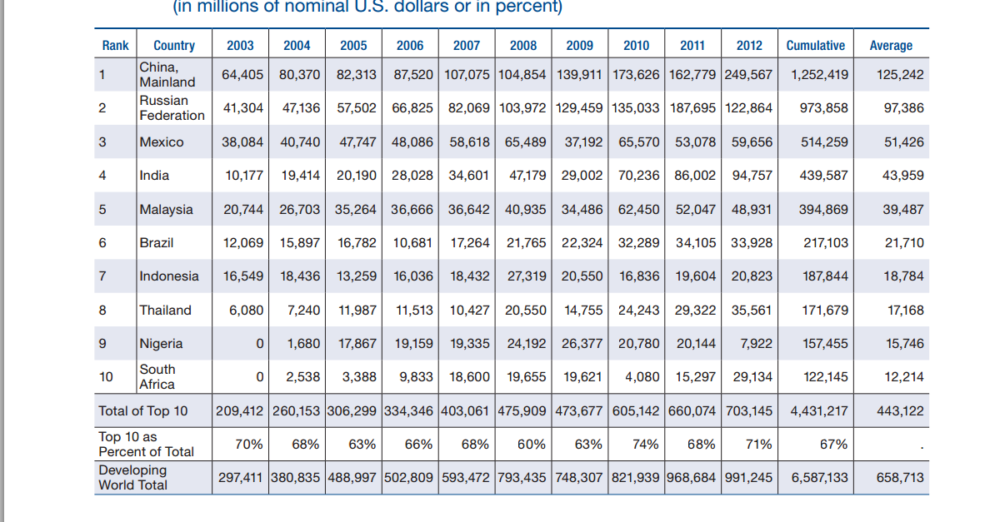 (in millions of nominal U.S. dollars or in percent)
Rank Country 2003 2004 2005 2006 2007 2008 2009 2010 2011 2012 Cumulative Average
1 China, Mainland 64,405 80,370 82,313 87,520 107,075 104,854 139,911 173,626 162,779 249,567 1,252,419 125,242
2 Russian Federation 41,304 47,136 57,502 66,825 82,069 103,972 129,459 135,033 187,695 122,864 973,858 97,386
3 Mexico 38,084 40,740 47,747 48,086 58,618 65,489 37,192 65,570 53,078 59,656 514,259 51,426
4 India 10,177 19,414 20,190 28,028 34,601 47,179 29,002 70,236 86,002 94,757 439,587 43,959
5 Malaysia 20,744 26,703 35,264 36,666 36,642 40,935 34,486 62,450 52,047 48,931 394,869 39,487
6 Brazil 12,069 15,897 16,782 10,681 17,264 21,765 22,324 32,289 34,105 33,928 217,103 21,710
7 Indonesia 16,549 18,436 13,259 16,036 18,432 27,319 20,550 16,836 19,604 20,823 187,844 18,784
8 Thailand 6,080 7,240 11,987 11,513 10,427 20,550 14,755 24,243 29,322 35,561 171,679 17,168
9 Nigeria 0 1,680 17,867 19,159 19,335 24,192 26,377 20,780 20,144 7,922 157,455 15,746
10 South Africa 0 2,538 3,388 9,833 18,600 19,655 19,621 4,080 15,297 29,134 122,145 12,214
Total of Top 10 209,412 260,153 306,299 334,346 403,061 475,909 473,677 605,142 660,074 703,145 4,431,217 443,122
Top 10 as Percent of Total 70% 68% 63% 66% 68% 60% 63% 74% 68% 71% 67% .
Developing World Total 297,411 380,835 488,997 502,809 593,472 793,435 748,307 821,939 968,684 991,245 6,587,133 658,713